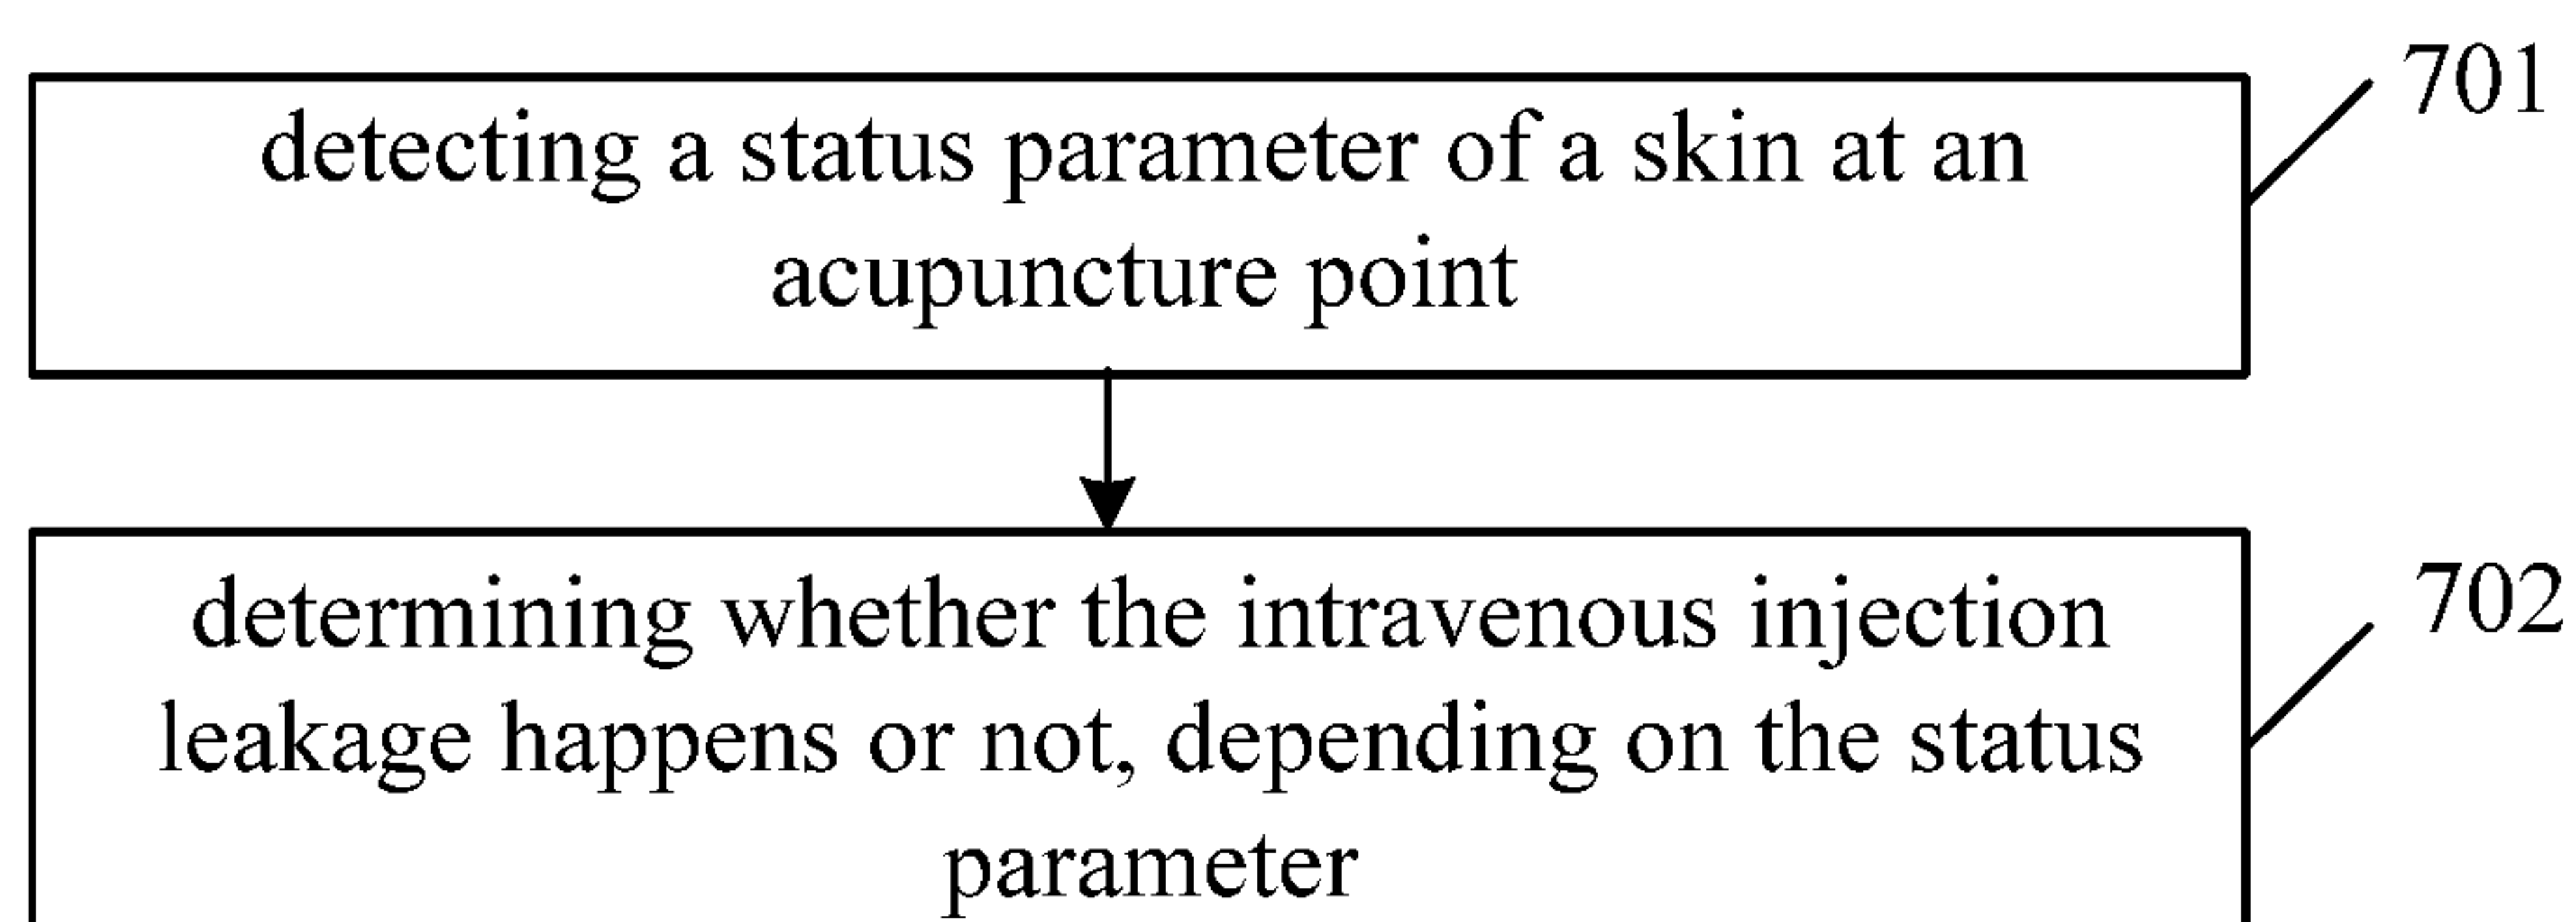 701
detecting a status parameter of a skin at an
acupuncture point
702
determining whether the intravenous injection
leakage happens or not, depending on the status
parameter